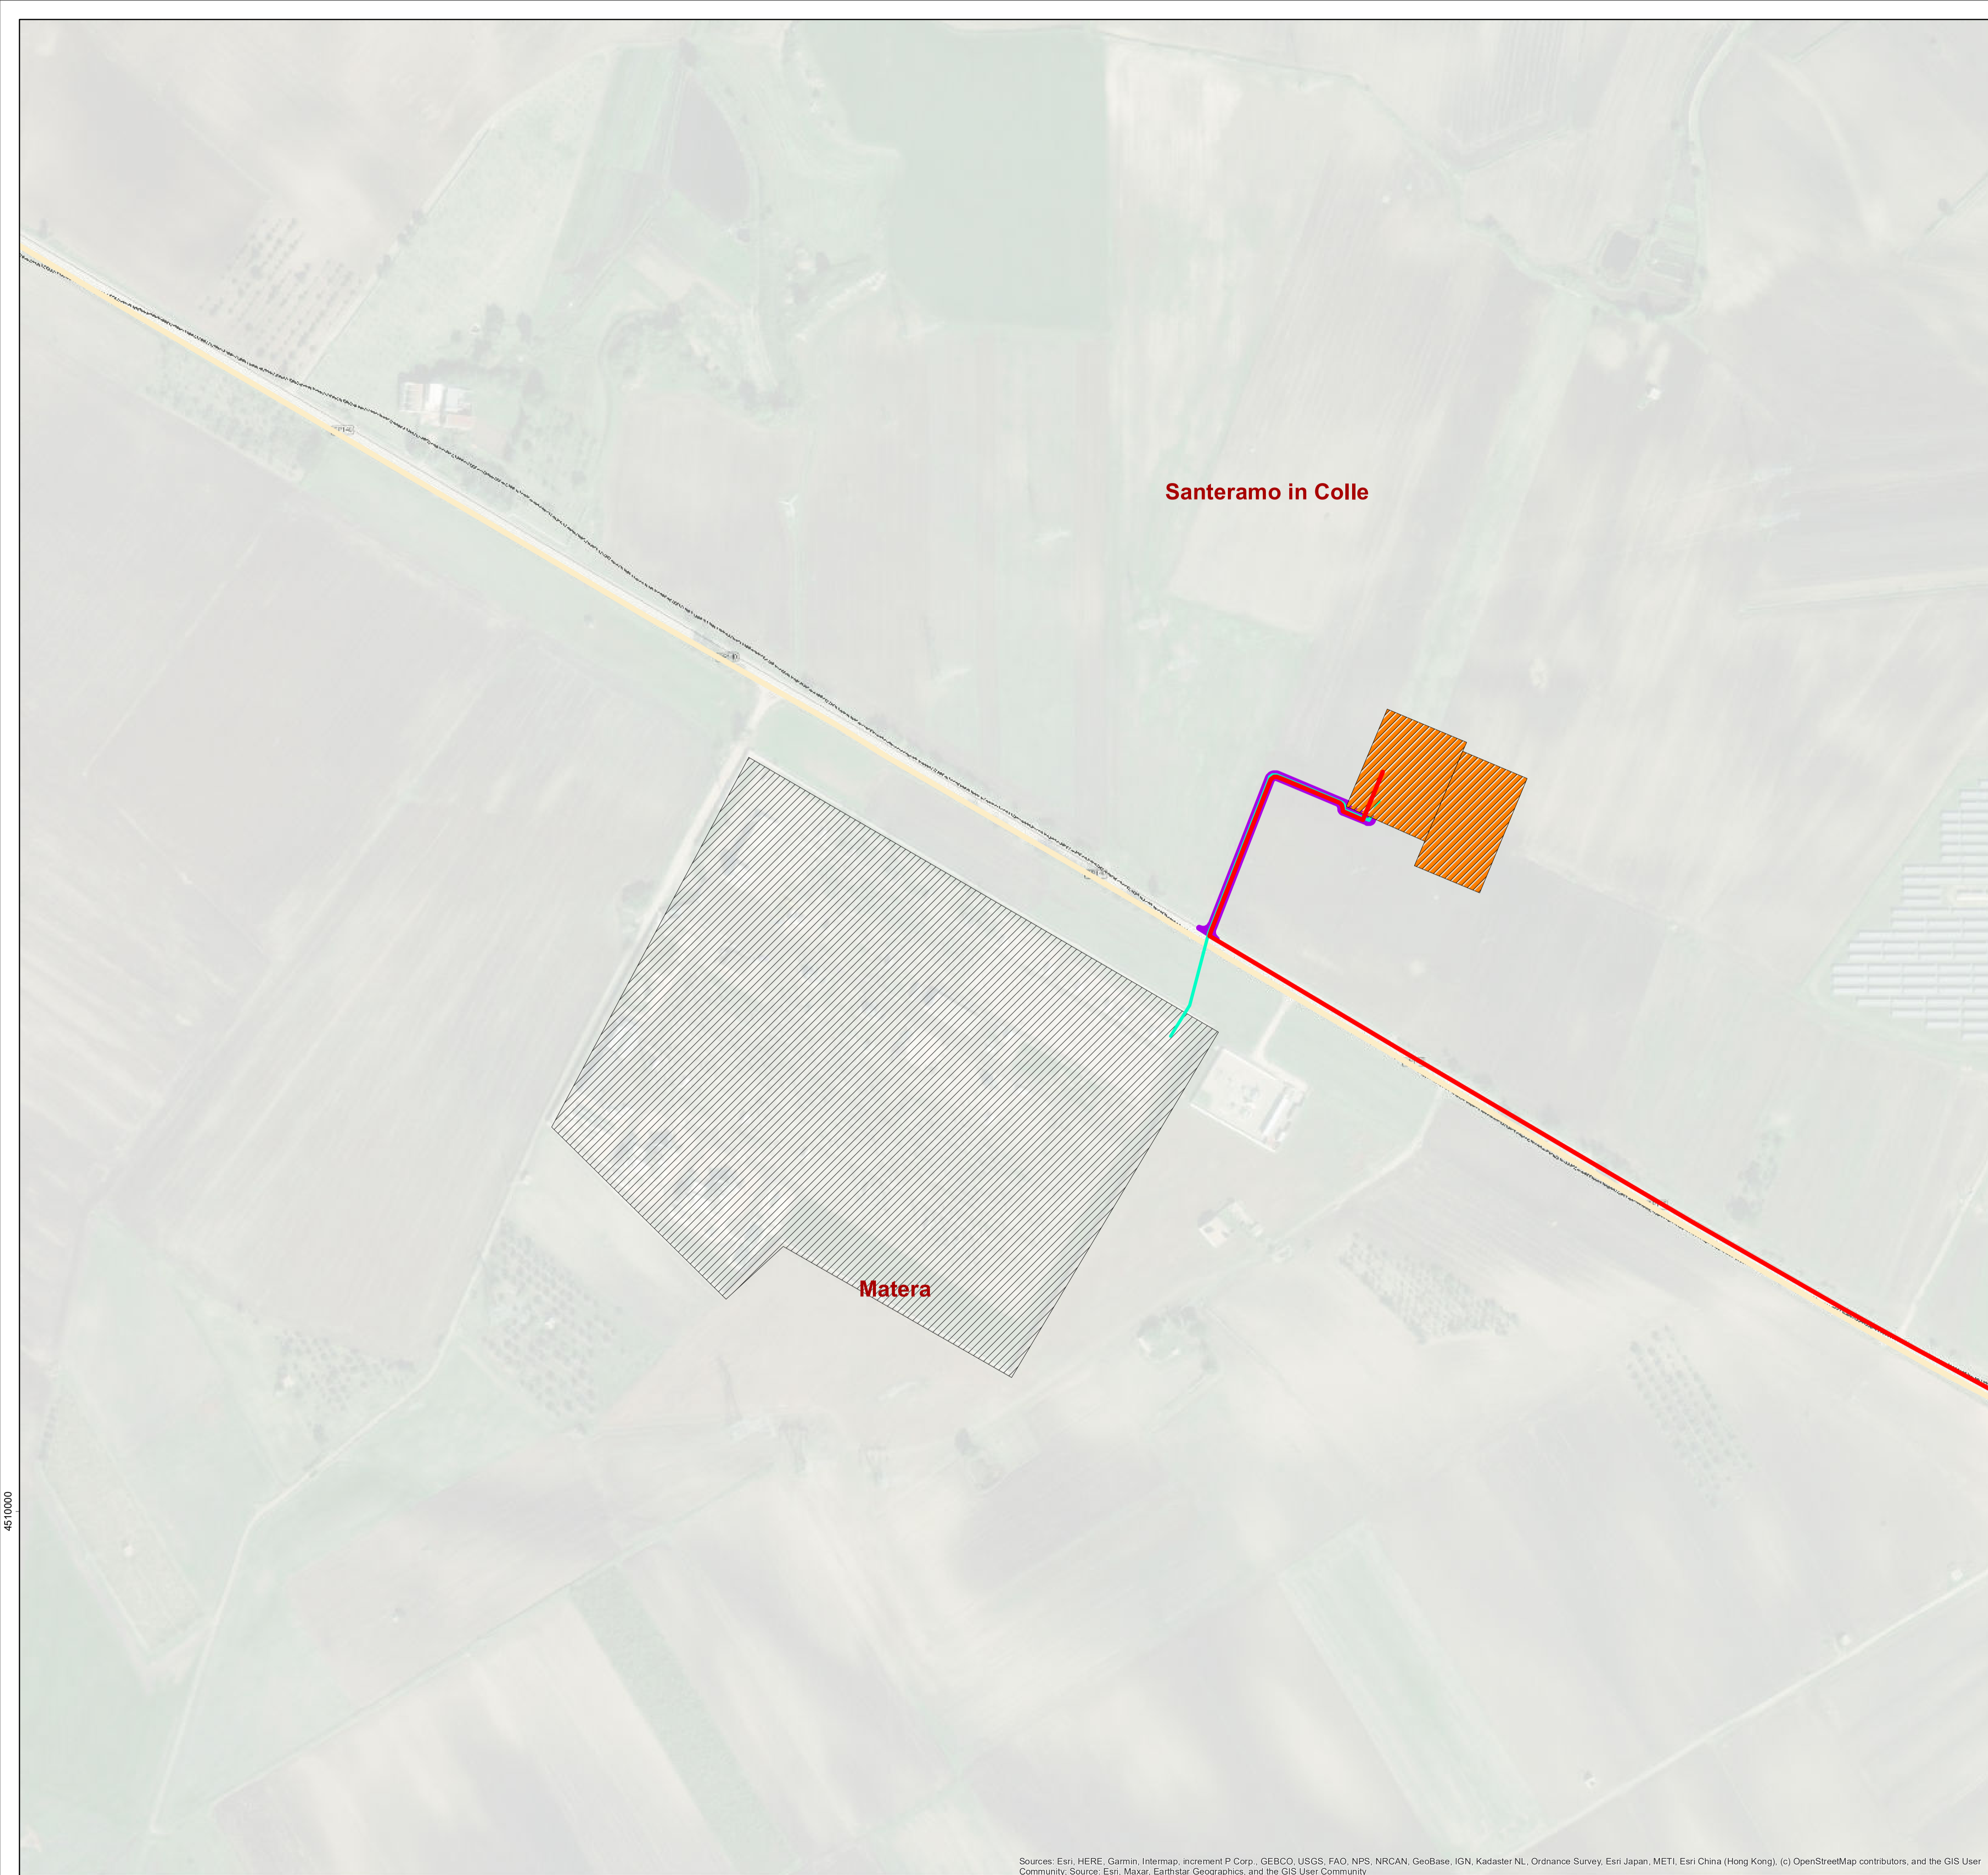 Santeramo in Colle
Matera
4510000
Sources: Esri, HERE, Garmin, Intermap, increment P Corp., GEBCO, USGS, FAO, NPS, NRCAN, GeoBase, IGN, Kadaster NL, Ordnance Survey, Esri Japan, METI, Esri China (Hong Kong), (c) OpenStreetMap contributors, and the GIS User
Community; Source: Esri, Maxar, Earthstar Geographics, and the GIS User Community